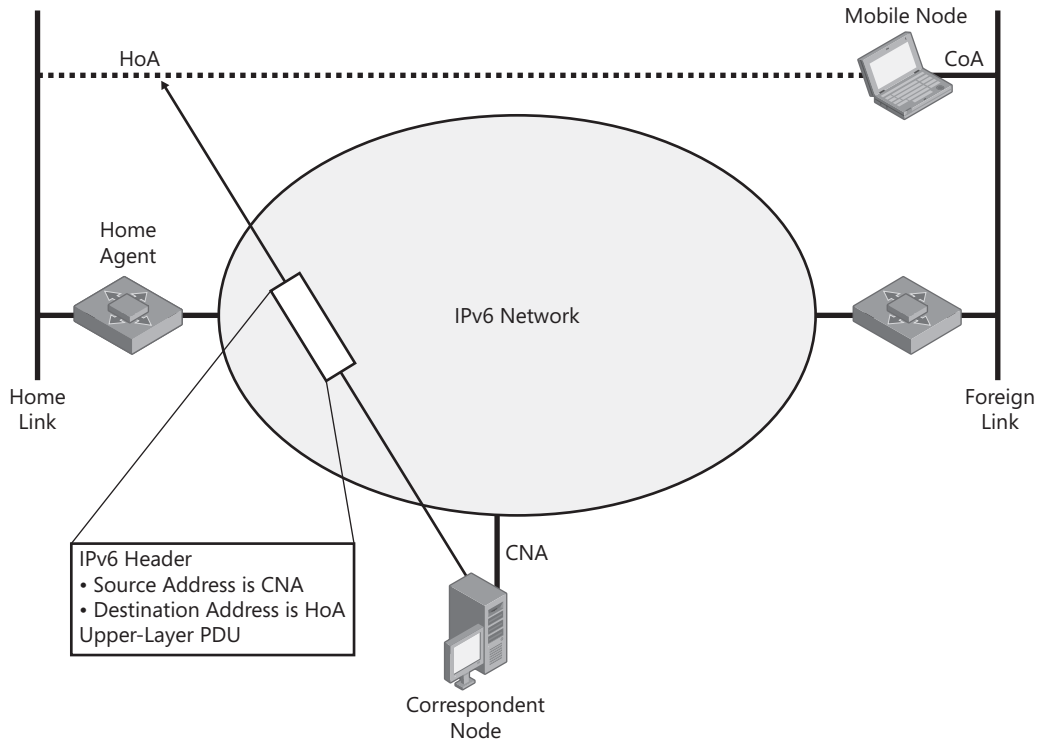 Mobile Node
HoA
CoA
Home
Agent
IPv6 Network
Home
Link
Foreign
Link
CNA
IPv6 Header
• Source Address is CNA
• Destination Address is HoA
Upper-Layer PDU
Correspondent
Node